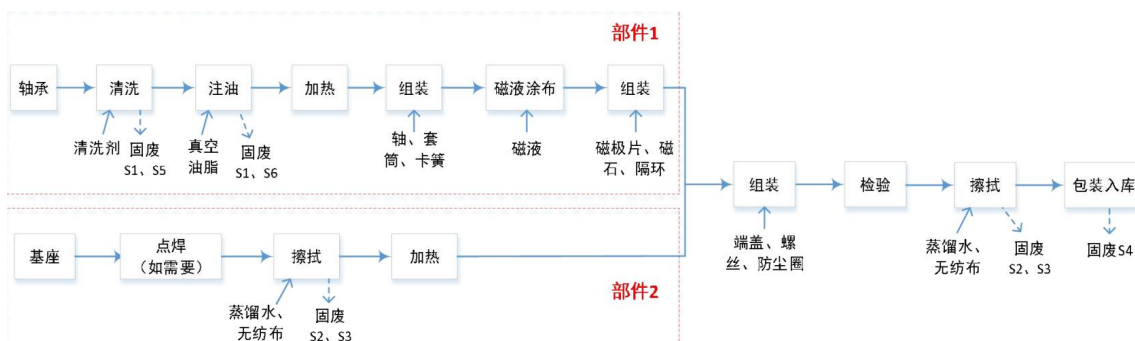 部件1
轴承
清洗
注油
加热
组装
磁液涂布
组装
清洗剂
固废
S1、S5
真空
油脂
固废
S1、S6
轴、套
筒、卡簧
磁液
磁极片、磁
石、隔环
基座
点焊
（如需要）
擦拭
加热
蒸馏水、
无纺布
固废
S2、S3
部件2
组装
检验
擦拭
包装入库
端盖、螺
丝、防尘圈
蒸馏水、
无纺布
固废
S2、S3
固废S4